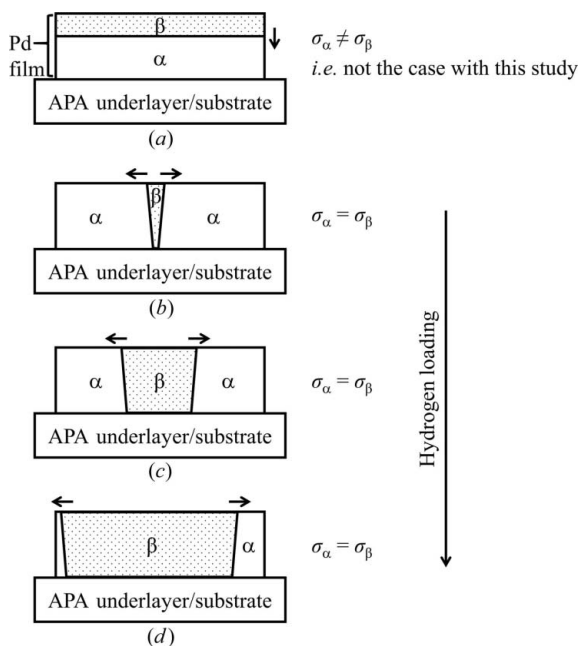 Pd
film
β
α
σα ≠ σβ
i.e. not the case with this study
APA underlayer/substrate
(a)
β
α
α
σα = σβ
APA underlayer/substrate
(b)
α
β
α
σα = σβ
APA underlayer/substrate
(c)
β
α
σα = σβ
APA underlayer/substrate
(d)
Hydrogen loading